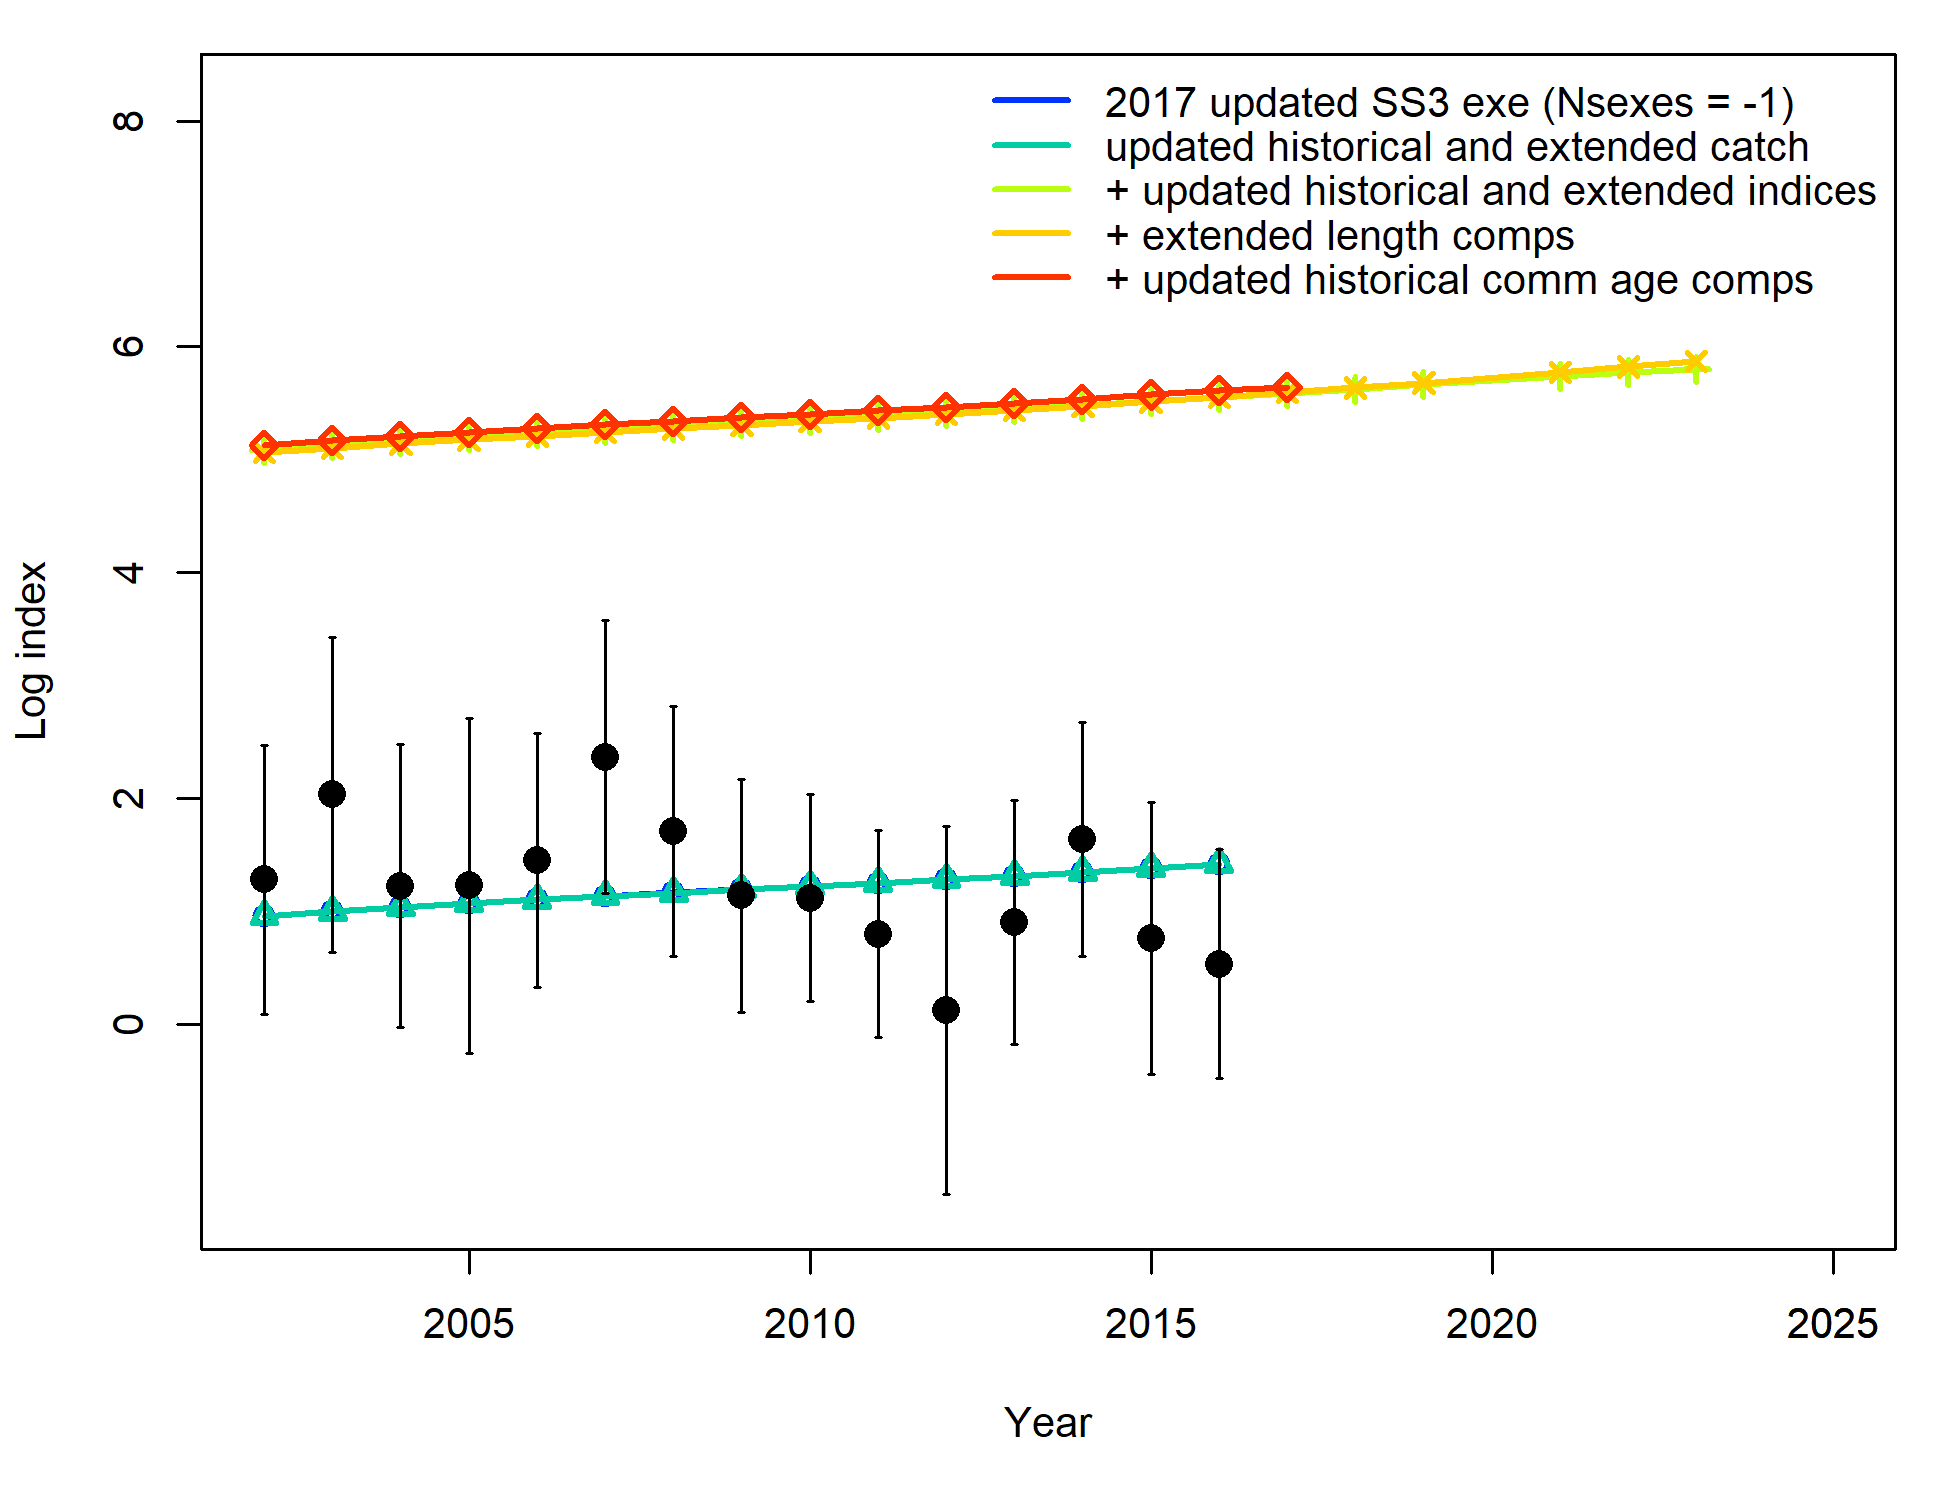 2017 updated SS3 exe (Nsexes = -1)
updated historical and extended catch
+ updated historical and extended indices
+ extended length comps
+ updated historical comm age comps
8
6
4
2
0
Log index
2005 2010 2015 2020 2025
Year